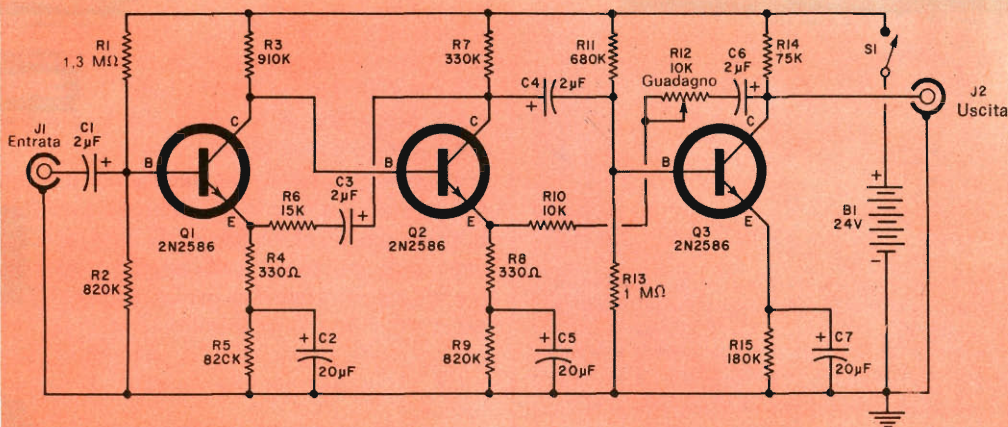 R1
1,3 MΩ
R3
910K
R7
330K
R11
680K
R12
10K
Guadagno
C6
2µF
+
R14
75K
S1
J2
Uscita
C4
2µF
+
J1
Entrata
C1
2µF
+
B
C
E
Q1
2N2586
R6
15K
C3
2µF
+
B
C
E
Q2
2N2586
R10
10K
B
C
E
Q3
2N2586
+
B1
24V
-
R2
820K
R4
330Ω
R8
330Ω
R13
1 MΩ
R5
82CK
+
C2
20µF
R9
820K
+
C5
20µF
R15
180K
+
C7
20µF